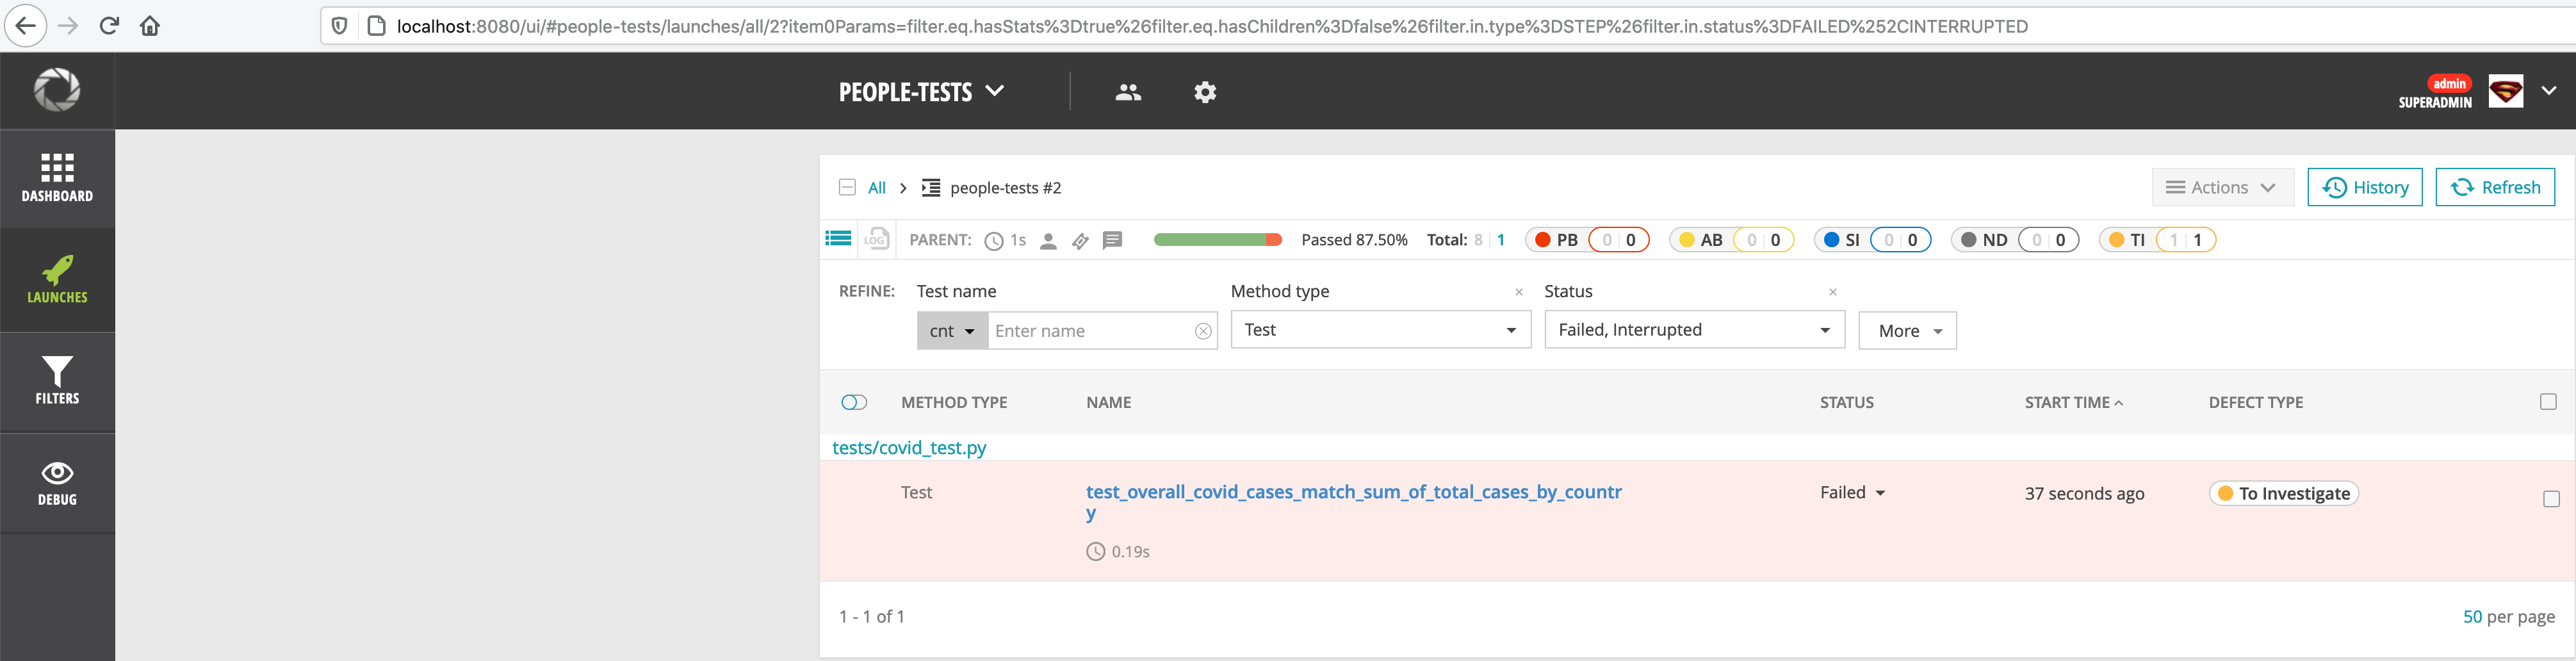 localhost:8080/ui/#people-tests/launches/all/2?item0Params=filter.eq.hasStats%3Dtrue%26filter.eq.hasChildren%3Dfalse%26filter.in.type%3DSTEP%26filter.in.status%3DFAILED%252CINTERRUPTED
PEOPLE-TESTS
admin
SUPERADMIN
DASHBOARD
LAUNCHES
FILTERS
DEBUG
All people-tests #2
Actions History Refresh
LOG PARENT: 1s Passed 87.50% Total: 8 1 PB 0 0 AB 0 0 SI 0 0 ND 0 0 TI 1 1
REFINE: Test name Method type × Status ×
cnt Enter name Test Failed, Interrupted More
METHOD TYPE NAME STATUS START TIME DEFECT TYPE
tests/covid_test.py
Test test_overall_covid_cases_match_sum_of_total_cases_by_countr Failed 37 seconds ago To Investigate
y
0.19s
1 - 1 of 1 50 per page